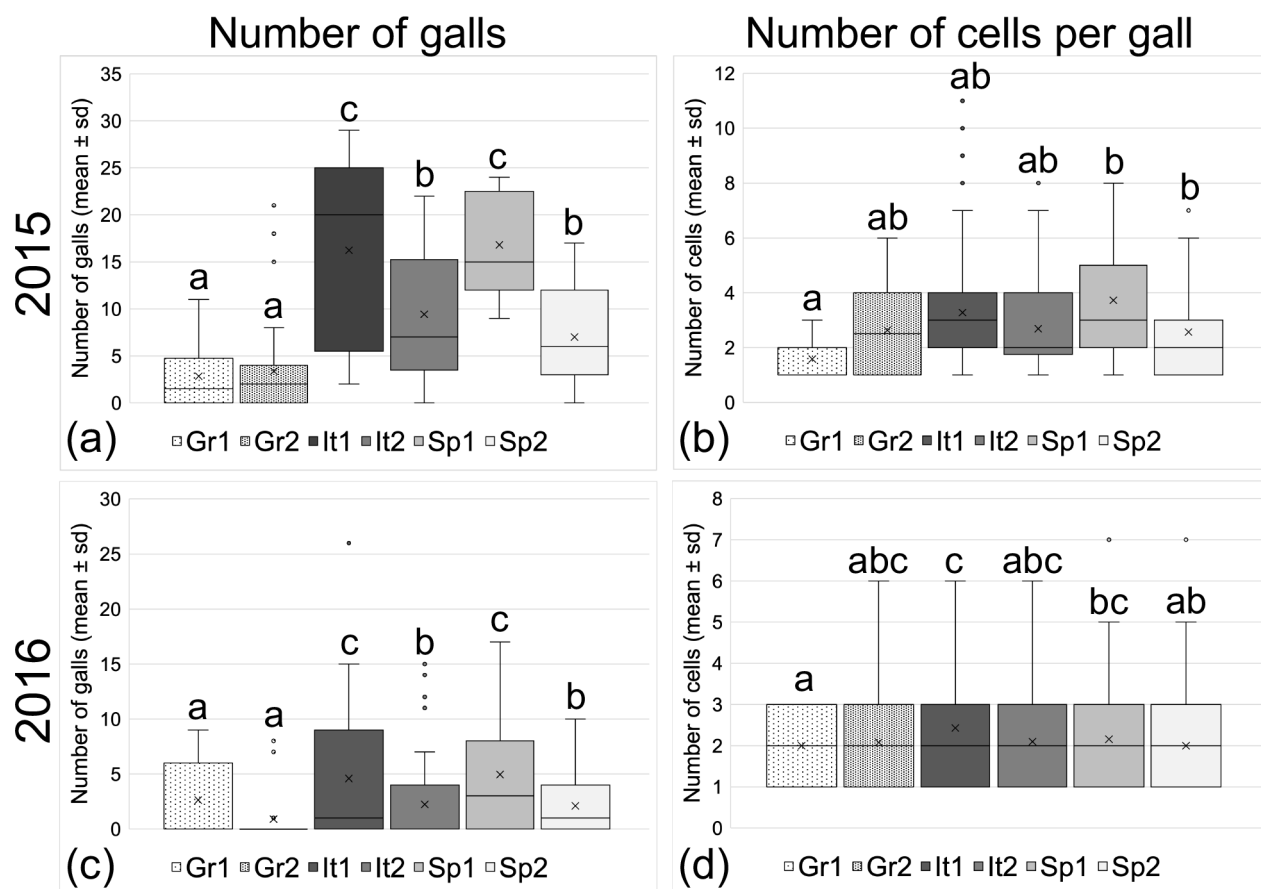 Number of galls
Number of cells per gall
2015
Number of galls (mean ± sd)
35
30
25
20
15
10
5
0
a
a
c
b
c
b
(a)
Gr1 Gr2 It1 It2 Sp1 Sp2
Number of cells (mean ± sd)
12
10
8
6
4
2
0
a
ab
ab
ab
b
b
(b)
Gr1 Gr2 It1 It2 Sp1 Sp2
2016
Number of galls (mean ± sd)
30
25
20
15
10
5
0
a
a
c
b
c
b
(c)
Gr1 Gr2 It1 It2 Sp1 Sp2
Number of cells (mean ± sd)
8
7
6
5
4
3
2
1
0
a
abc
c
abc
bc
ab
(d)
Gr1 Gr2 It1 It2 Sp1 Sp2